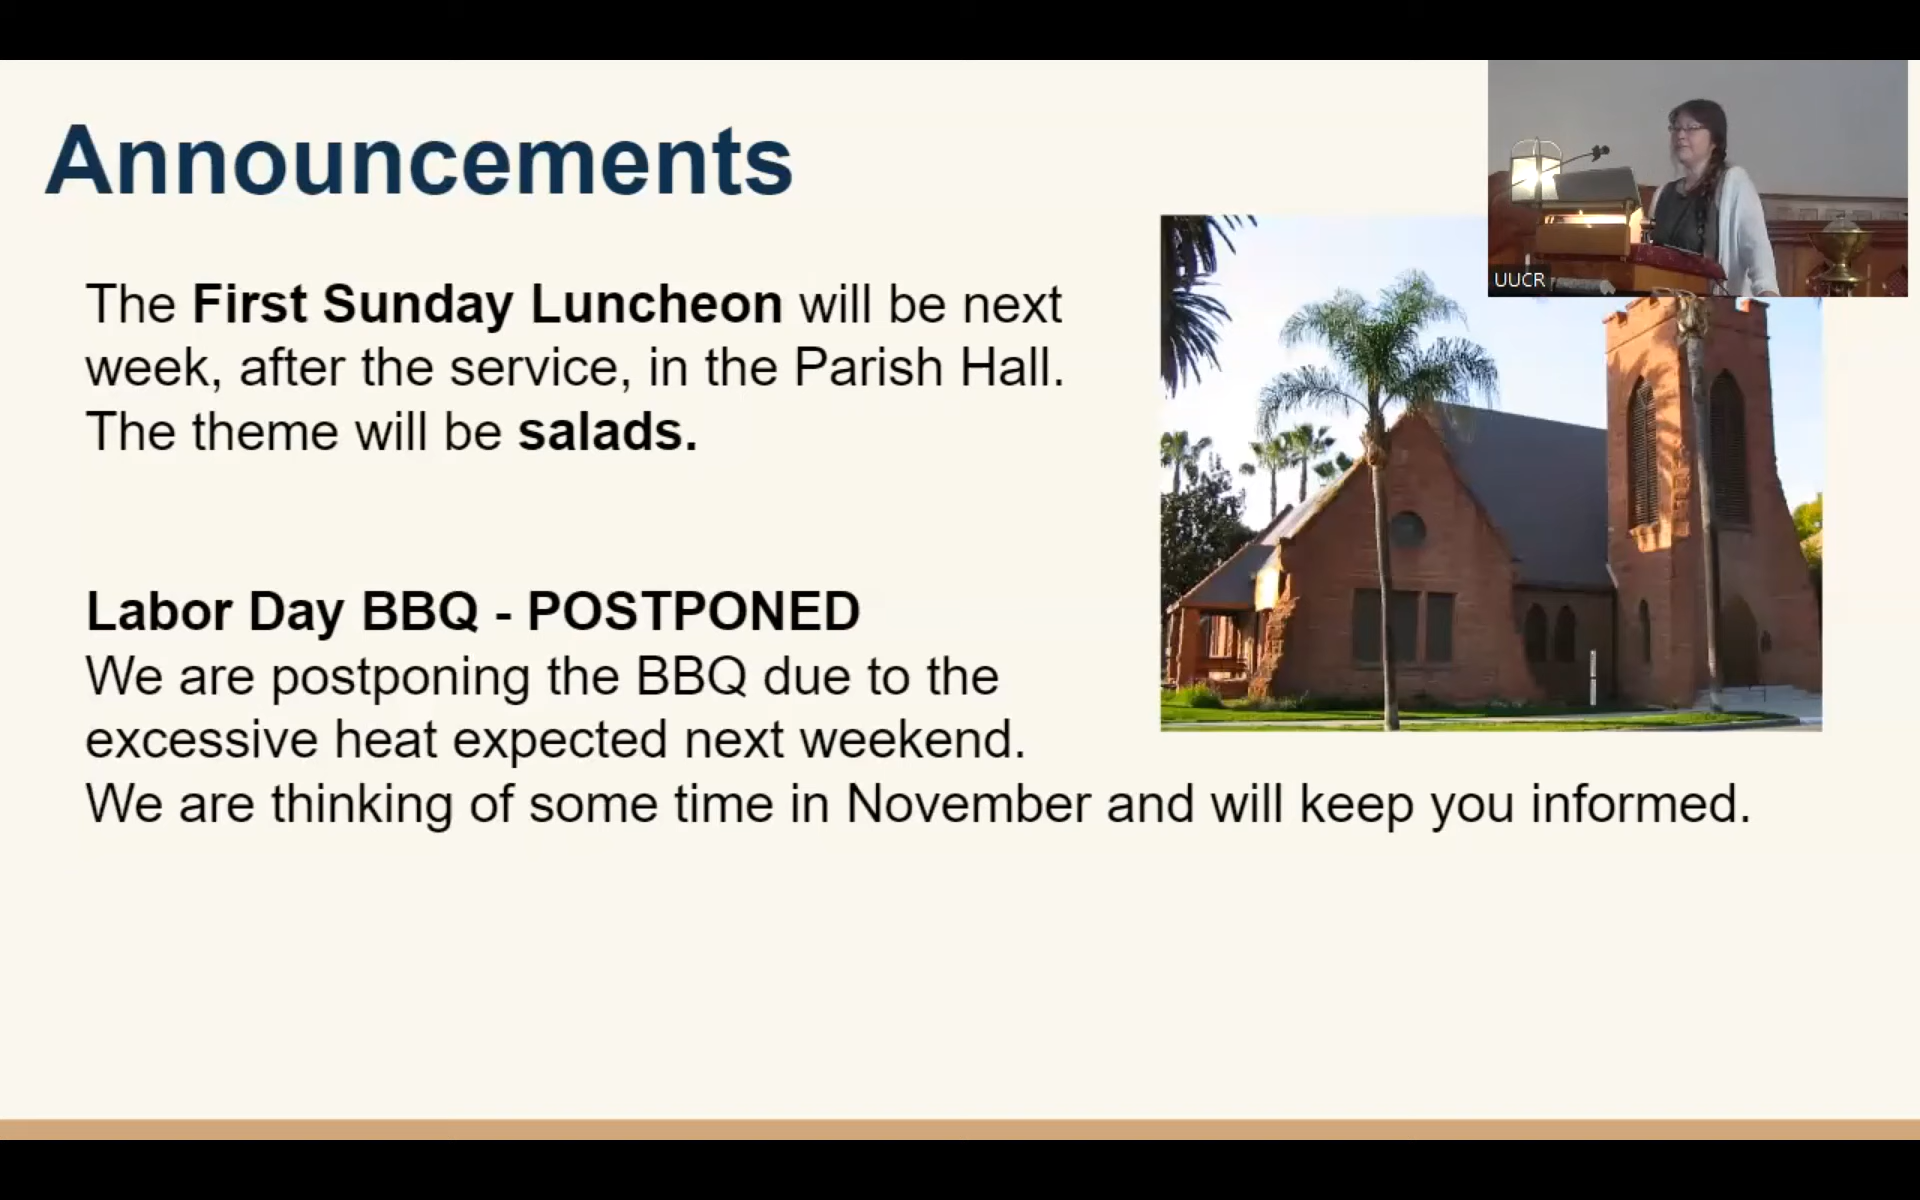 Announcements
UUCR
The First Sunday Luncheon will be next
week, after the service, in the Parish Hall.
The theme will be salads.
Labor Day BBQ - POSTPONED
We are postponing the BBQ due to the
excessive heat expected next weekend.
We are thinking of some time in November and will keep you informed.